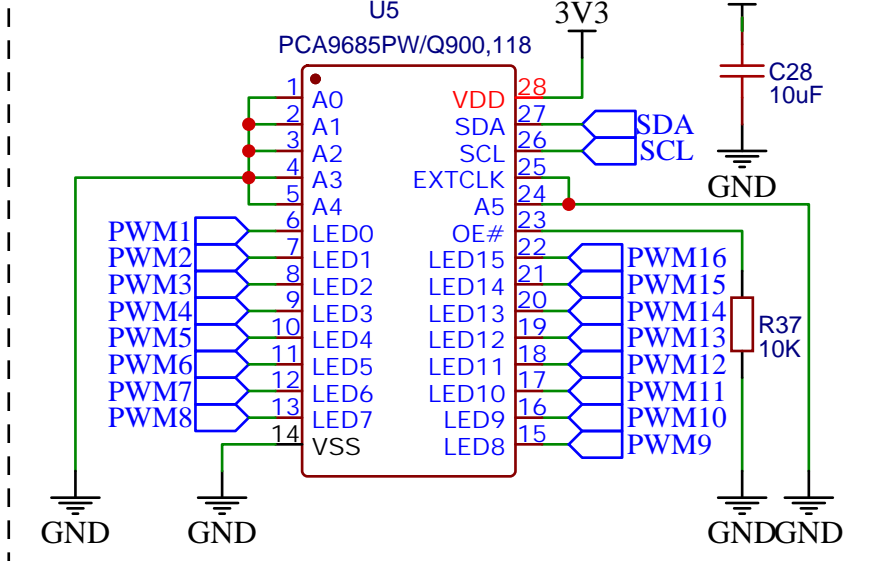 U5
3V3
PCA9685PW/Q900,118
C28
10uF
GND
1 A0 VDD 28
2 A1 SDA 27 SDA
3 A2 SCL 26 SCL
4 A3 EXTCLK 25
5 A4 A5 24
PWM1 6 LED0 OE# 23
PWM2 7 LED1 LED15 22 PWM16
PWM3 8 LED2 LED14 21 PWM15
PWM4 9 LED3 LED13 20 PWM14
PWM5 10 LED4 LED12 19 PWM13
PWM6 11 LED5 LED11 18 PWM12
PWM7 12 LED6 LED10 17 PWM11
PWM8 13 LED7 LED9 16 PWM10
14 VSS LED8 15 PWM9
R37
10K
GND GND GND GND